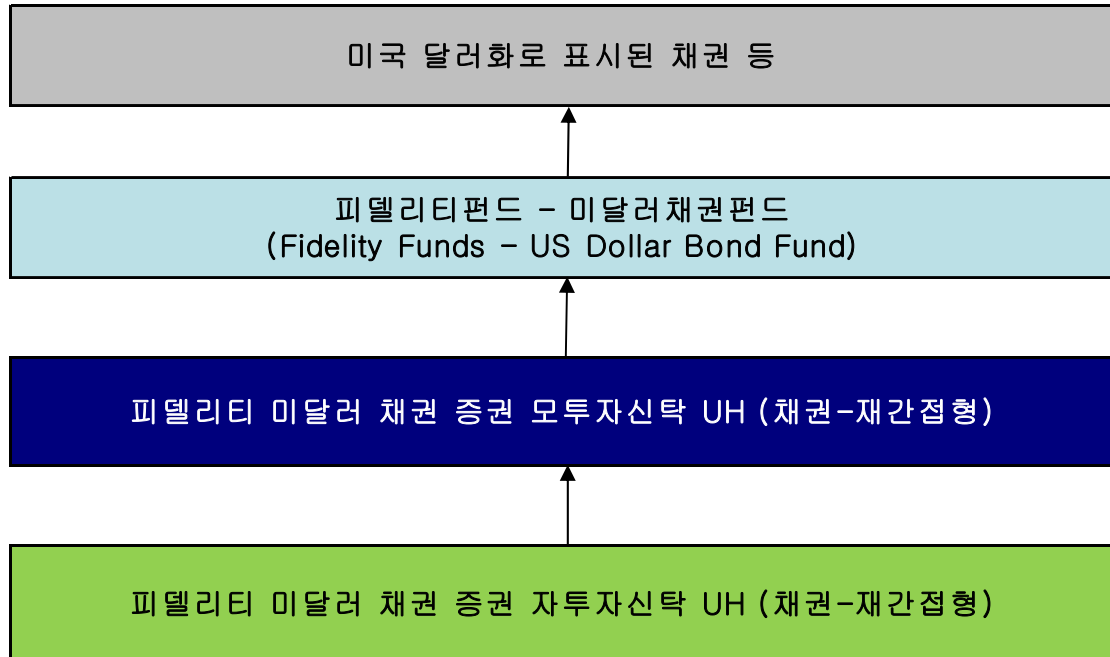 미국 달러화로 표시된 채권 등
피델리티펀드 - 미달러채권펀드
(Fidelity Funds - US Dollar Bond Fund)
피델리티 미달러 채권 증권 모투자신탁 UH (채권-재간접형)
피델리티 미달러 채권 증권 자투자신탁 UH (채권-재간접형)